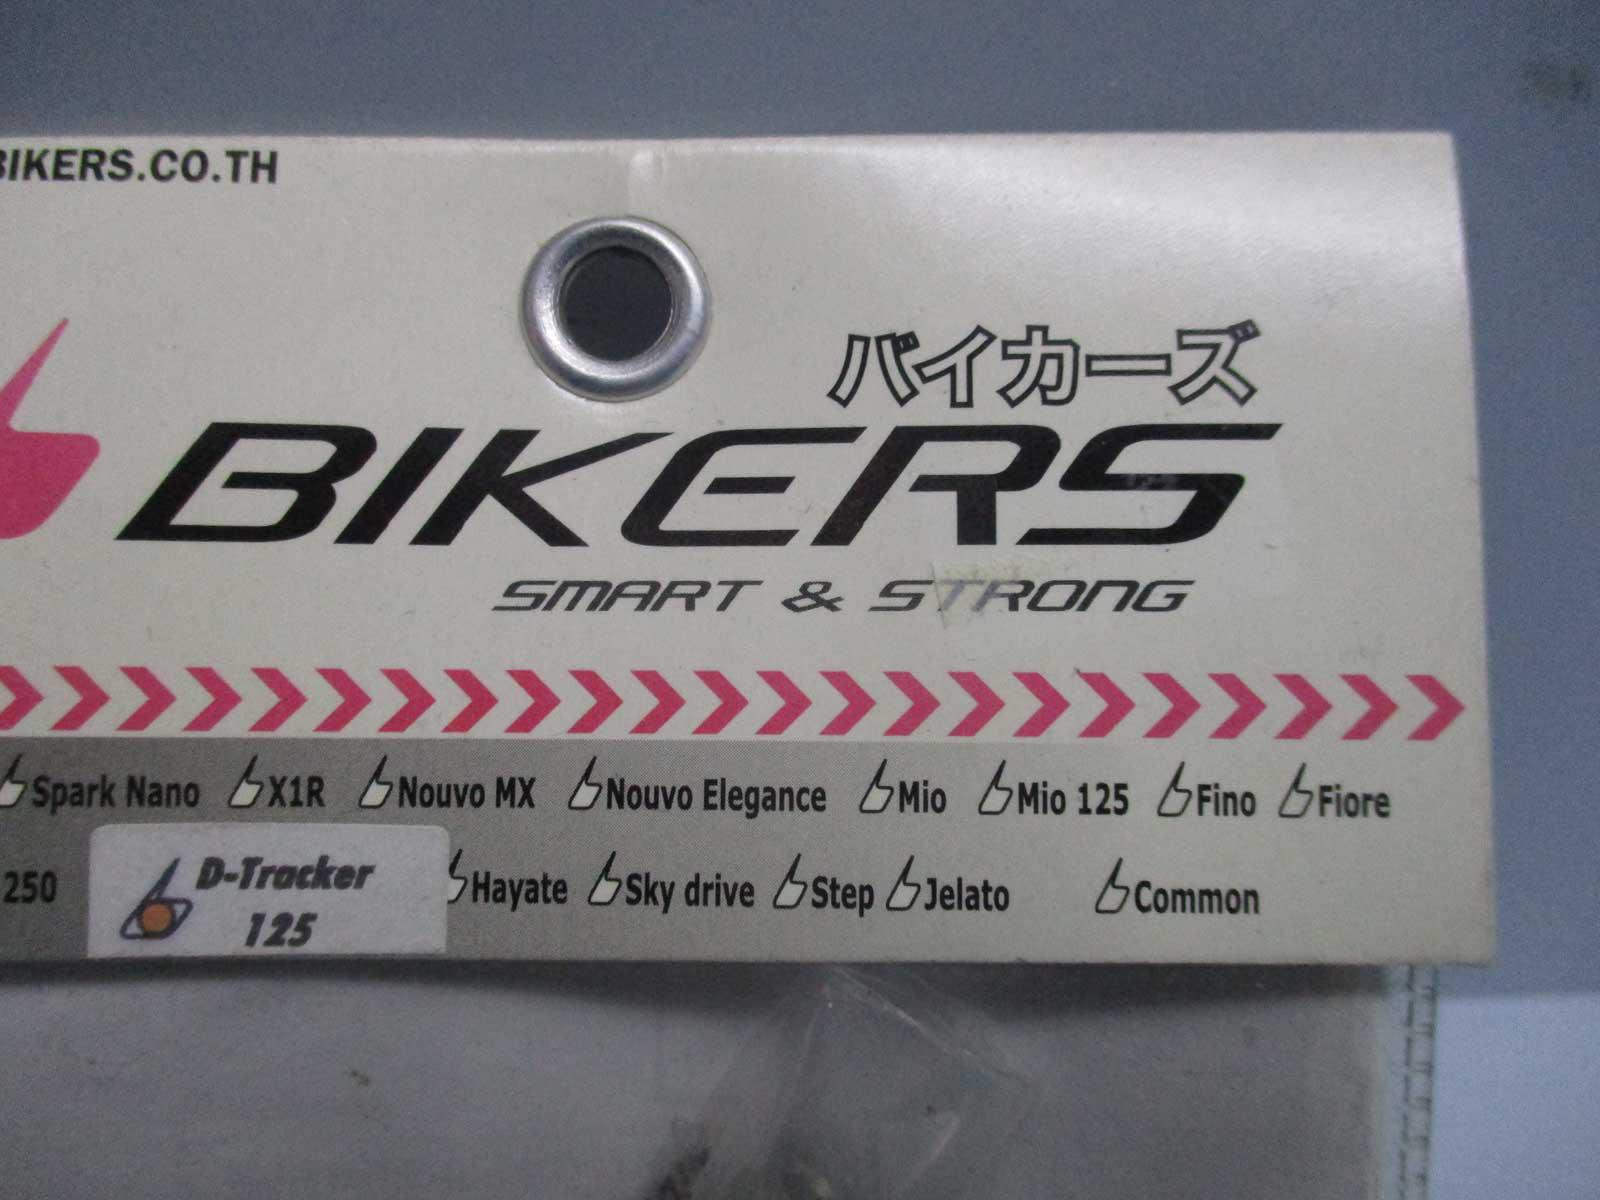 BIKERS.CO.TH
バイカーズ
BIKERS
SMART & STRONG
Spark Nano X1R Nouvo MX Nouvo Elegance Mio Mio 125 Fino Fiore
250 D-Tracker 125 Hayate Sky drive Step Jelato Common